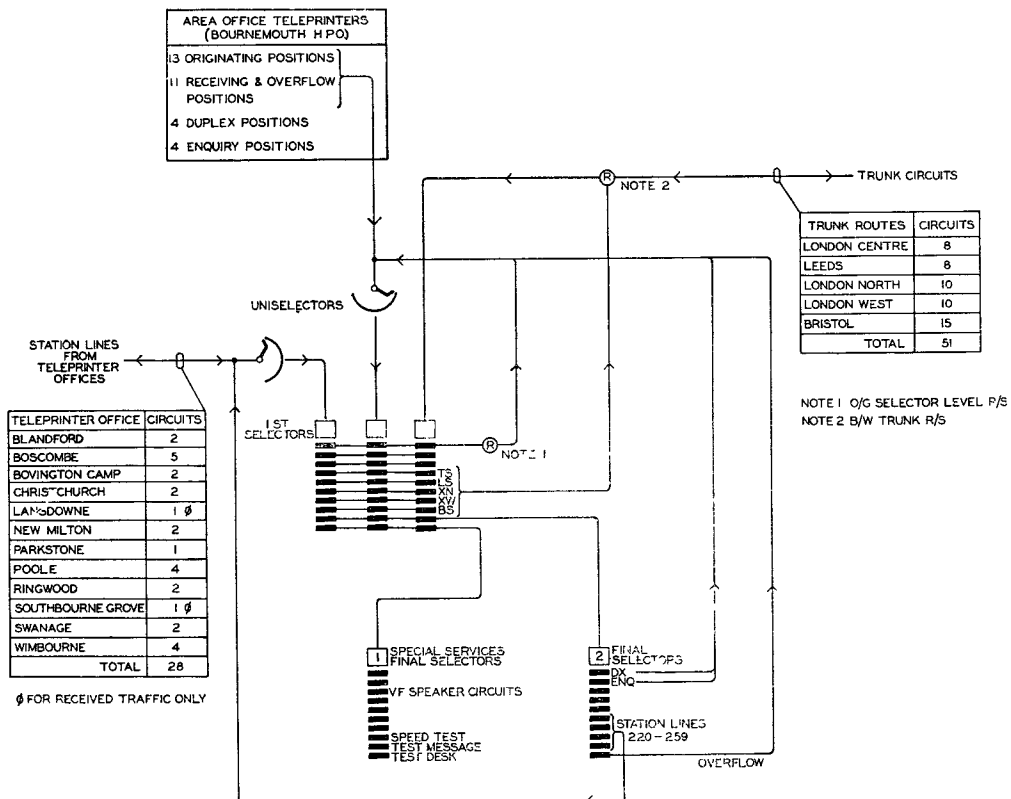 AREA OFFICE TELEPRINTERS
(BOURNEMOUTH H P O)
13 ORIGINATING POSITIONS
11 RECEIVING & OVERFLOW
POSITIONS
4 DUPLEX POSITIONS
4 ENQUIRY POSITIONS
R
NOTE 2
TRUNK CIRCUITS
TRUNK ROUTES CIRCUITS
LONDON CENTRE 8
LEEDS 8
LONDON NORTH 10
LONDON WEST 10
BRISTOL 15
TOTAL 51
UNISELECTORS
STATION LINES
FROM
TELEPRINTER
OFFICES
NOTE 1 O/G SELECTOR LEVEL R/S
NOTE 2 B/W TRUNK R/S
TELEPRINTER OFFICE CIRCUITS
BLANDFORD 2
BOSCOMBE 5
BOVINGTON CAMP 2
CHRISTCHURCH 2
LANSDOWNE 1 ø
NEW MILTON 2
PARKSTONE 1
POOLE 4
RINGWOOD 2
SOUTHBOURNE GROVE 1 ø
SWANAGE 2
WIMBOURNE 4
TOTAL 28
ø FOR RECEIVED TRAFFIC ONLY
1 ST
SELECTORS
R
NOTE 1
TS
LS
XN
XW
BS
1
SPECIAL SERVICES
FINAL SELECTORS
VF SPEAKER CIRCUITS
SPEED TEST
TEST MESSAGE
TEST DESK
2
FINAL
SELECTORS
DX
ENQ
STATION LINES
220-259
OVERFLOW